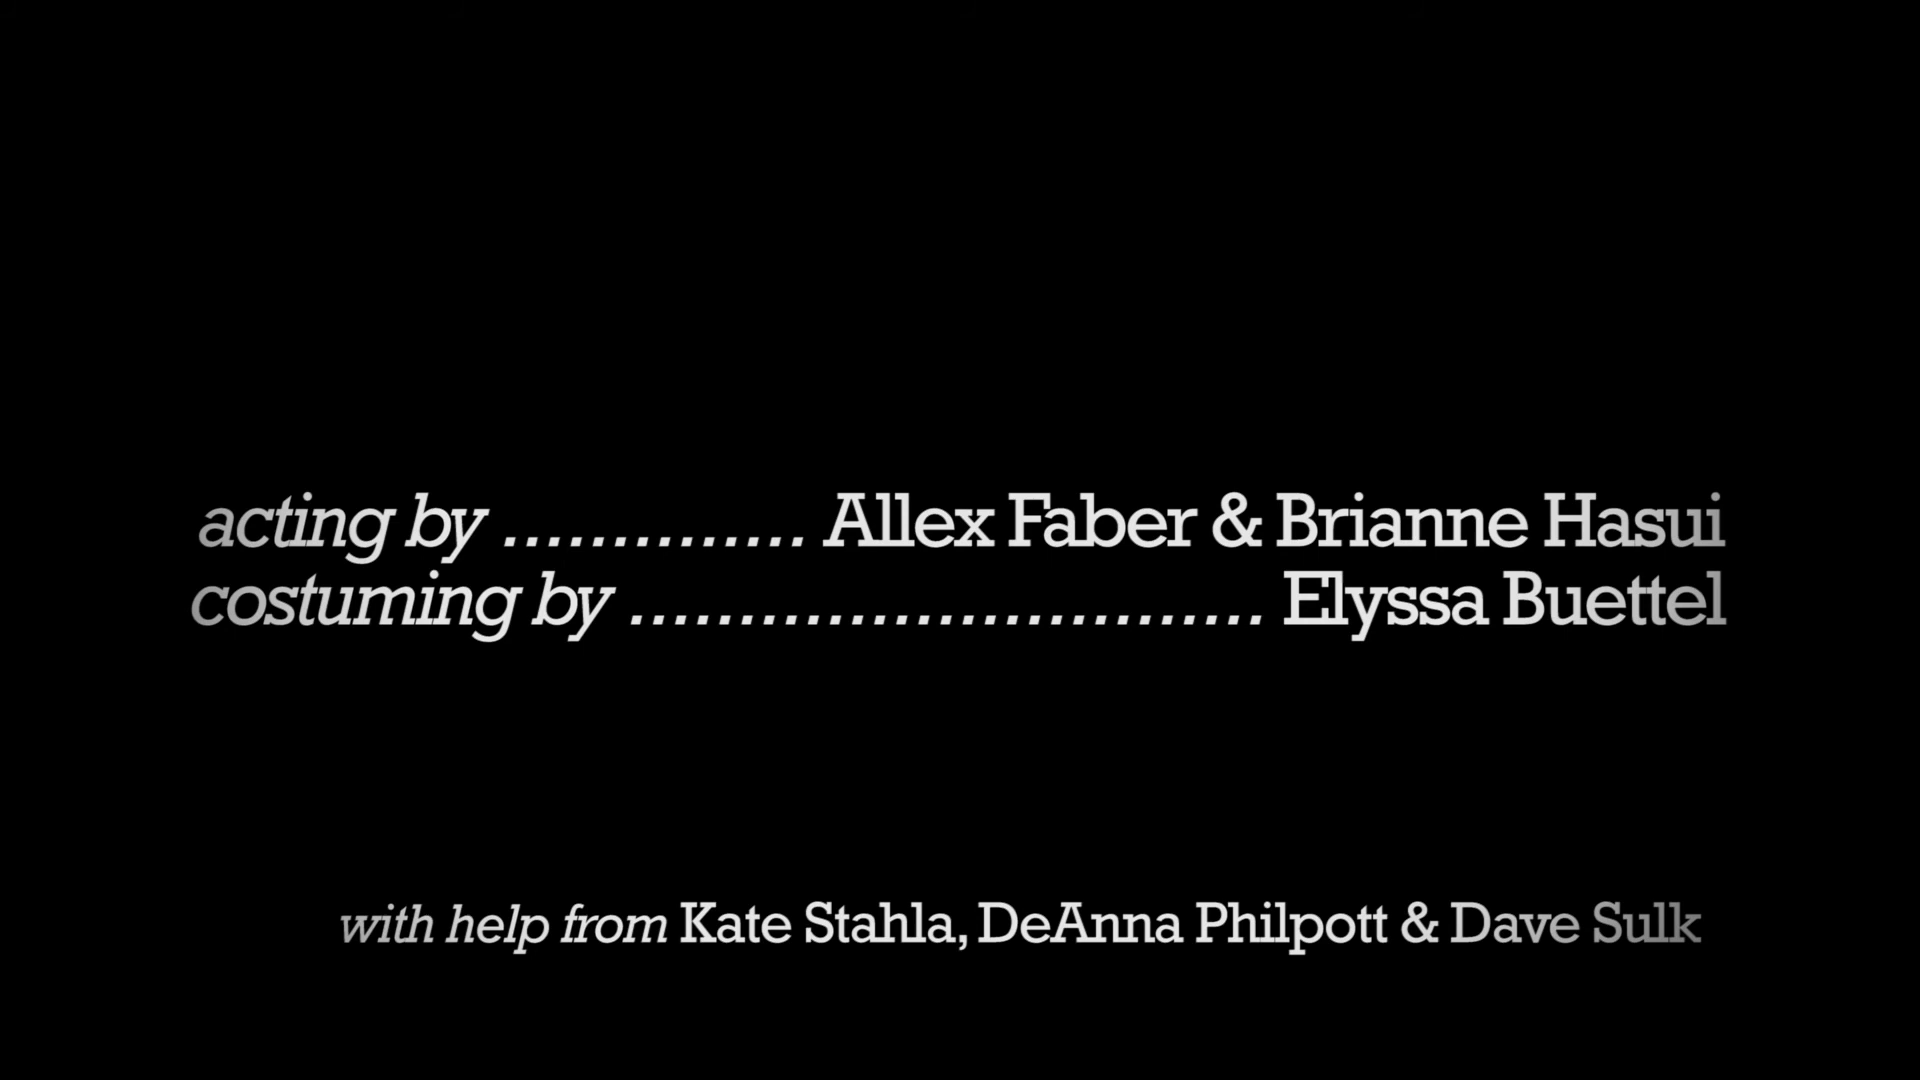 acting by .............. Allex Faber & Brianne Hasui
costuming by ............................. Elyssa Buettel
with help from Kate Stahla, DeAnna Philpott & Dave Sulk